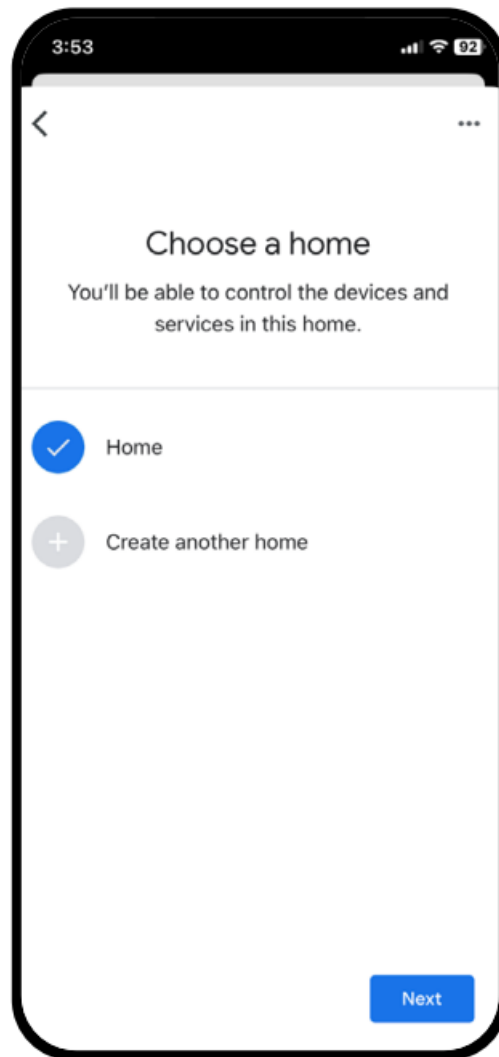 3:53
92
Choose a home
You'll be able to control the devices and
services in this home.
Home
Create another home
Next